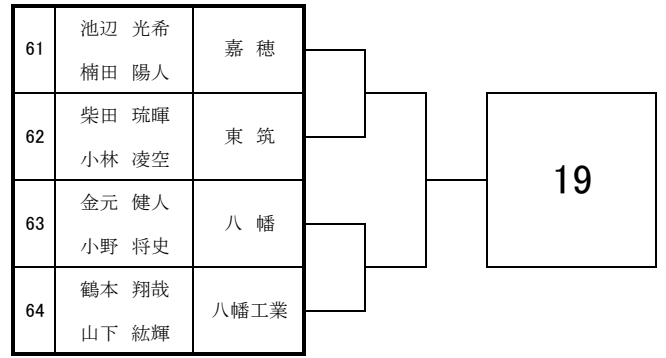 61 池辺 光希 嘉 穂
楠田 陽人
62 柴田 琉暉 東 筑
小林 凌空
63 金元 健人 八 幡
小野 将史
64 鶴本 翔哉 八幡工業
山下 紘輝
19